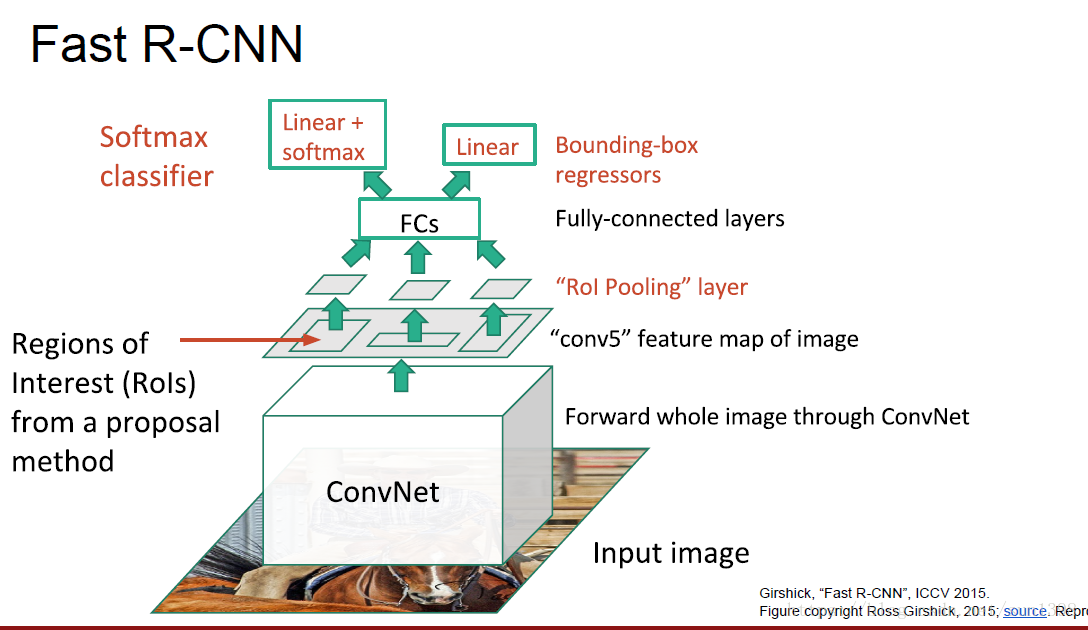 Fast R-CNN
Softmax
classifier
Linear +
softmax
Linear
Bounding-box
regressors
FCs
Fully-connected layers
“RoI Pooling” layer
Regions of
Interest (RoIs)
from a proposal
method
“conv5” feature map of image
Forward whole image through ConvNet
ConvNet
Input image
Girshick, “Fast R-CNN”, ICCV 2015.
Figure copyright Ross Girshick, 2015; source. Repro